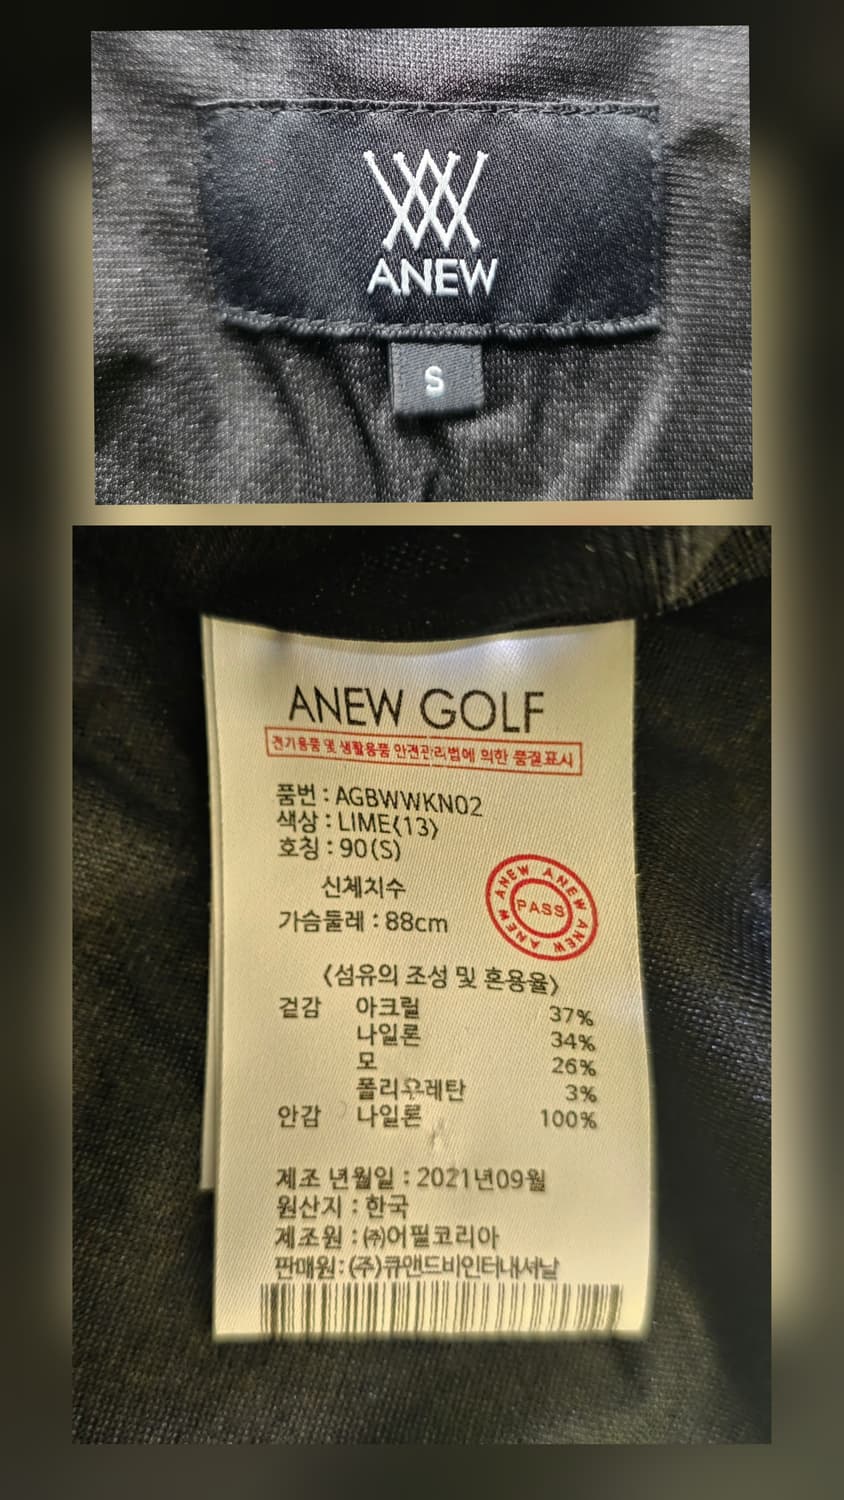 ANEW
S
ANEW GOLF
전기용품 및 생활용품 안전관리법에 의한 품질표시
품번 : AGBWWKN02
색상 : LIME(13)
호칭 : 90(S)
신체치수
가슴둘레 : 88cm
ANEW ANEW ANEW ANEW
PASS
〈섬유의 조성 및 혼용율〉
겉감 아크릴 37%
나일론 34%
모 26%
폴리우레탄 3%
안감 나일론 100%
제조 년월일 : 2021년09월
원산지 : 한국
제조원 : ㈜어필코리아
판매원 : (주)큐앤드비인터내셔날